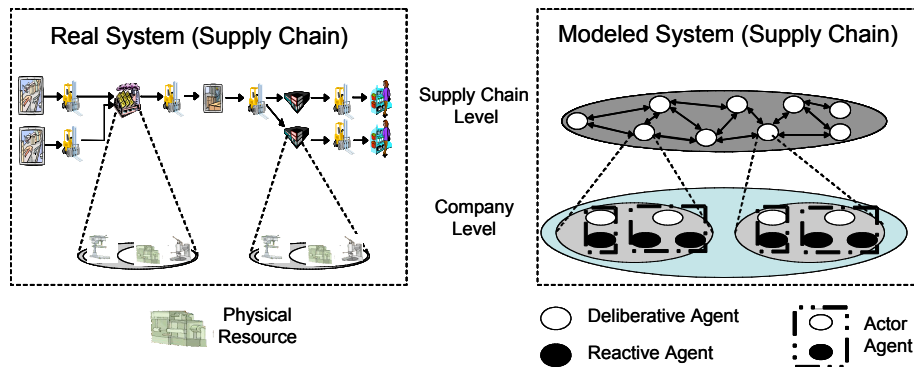 Real System (Supply Chain)
Modeled System (Supply Chain)
Supply Chain
Level
Company
Level
Physical
Resource
Deliberative Agent
Reactive Agent
Actor
Agent